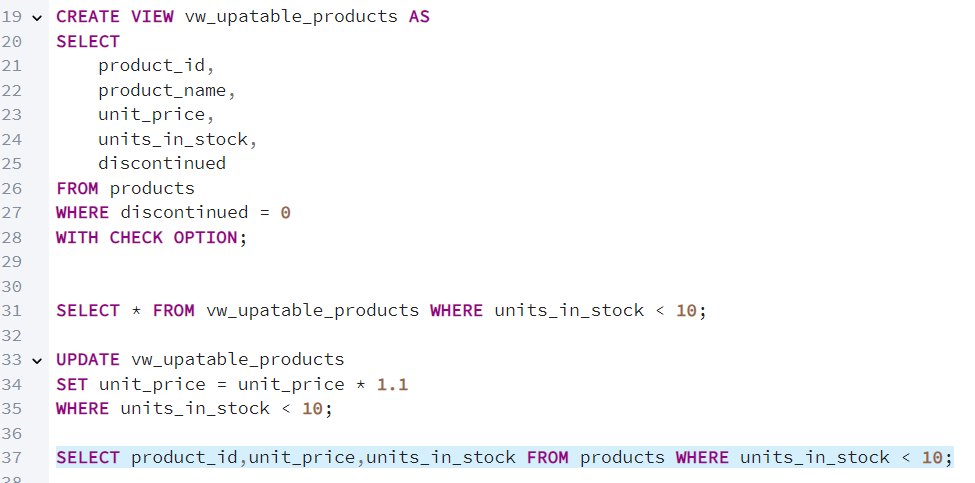 19 CREATE VIEW vw_upatable_products AS
20 SELECT
21 product_id,
22 product_name,
23 unit_price,
24 units_in_stock,
25 discontinued
26 FROM products
27 WHERE discontinued = 0
28 WITH CHECK OPTION;
29
30
31 SELECT * FROM vw_upatable_products WHERE units_in_stock < 10;
32
33 UPDATE vw_upatable_products
34 SET unit_price = unit_price * 1.1
35 WHERE units_in_stock < 10;
36
37 SELECT product_id,unit_price,units_in_stock FROM products WHERE units_in_stock < 10;
38